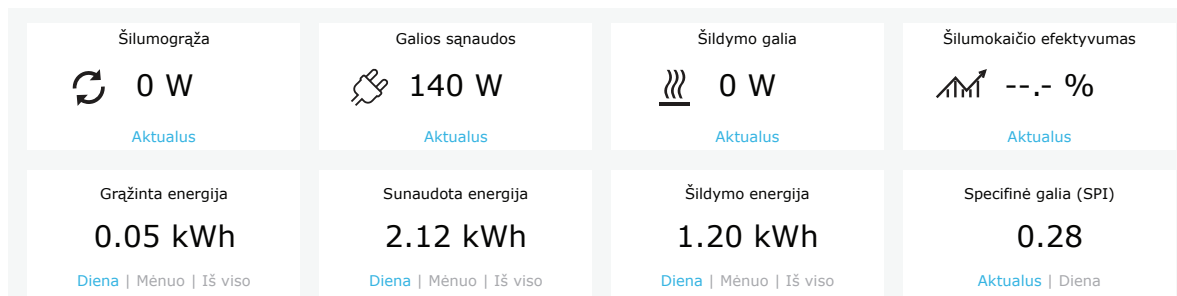 Šilumogrąža
0 W
Aktualus
Galios sąnaudos
140 W
Aktualus
Šildymo galia
0 W
Aktualus
Šilumokaičio efektyvumas
--.- %
Aktualus
Grąžinta energija
0.05 kWh
Diena | Mėnuo | Iš viso
Sunaudota energija
2.12 kWh
Diena | Mėnuo | Iš viso
Šildymo energija
1.20 kWh
Diena | Mėnuo | Iš viso
Specifinė galia (SPI)
0.28
Aktualus | Diena